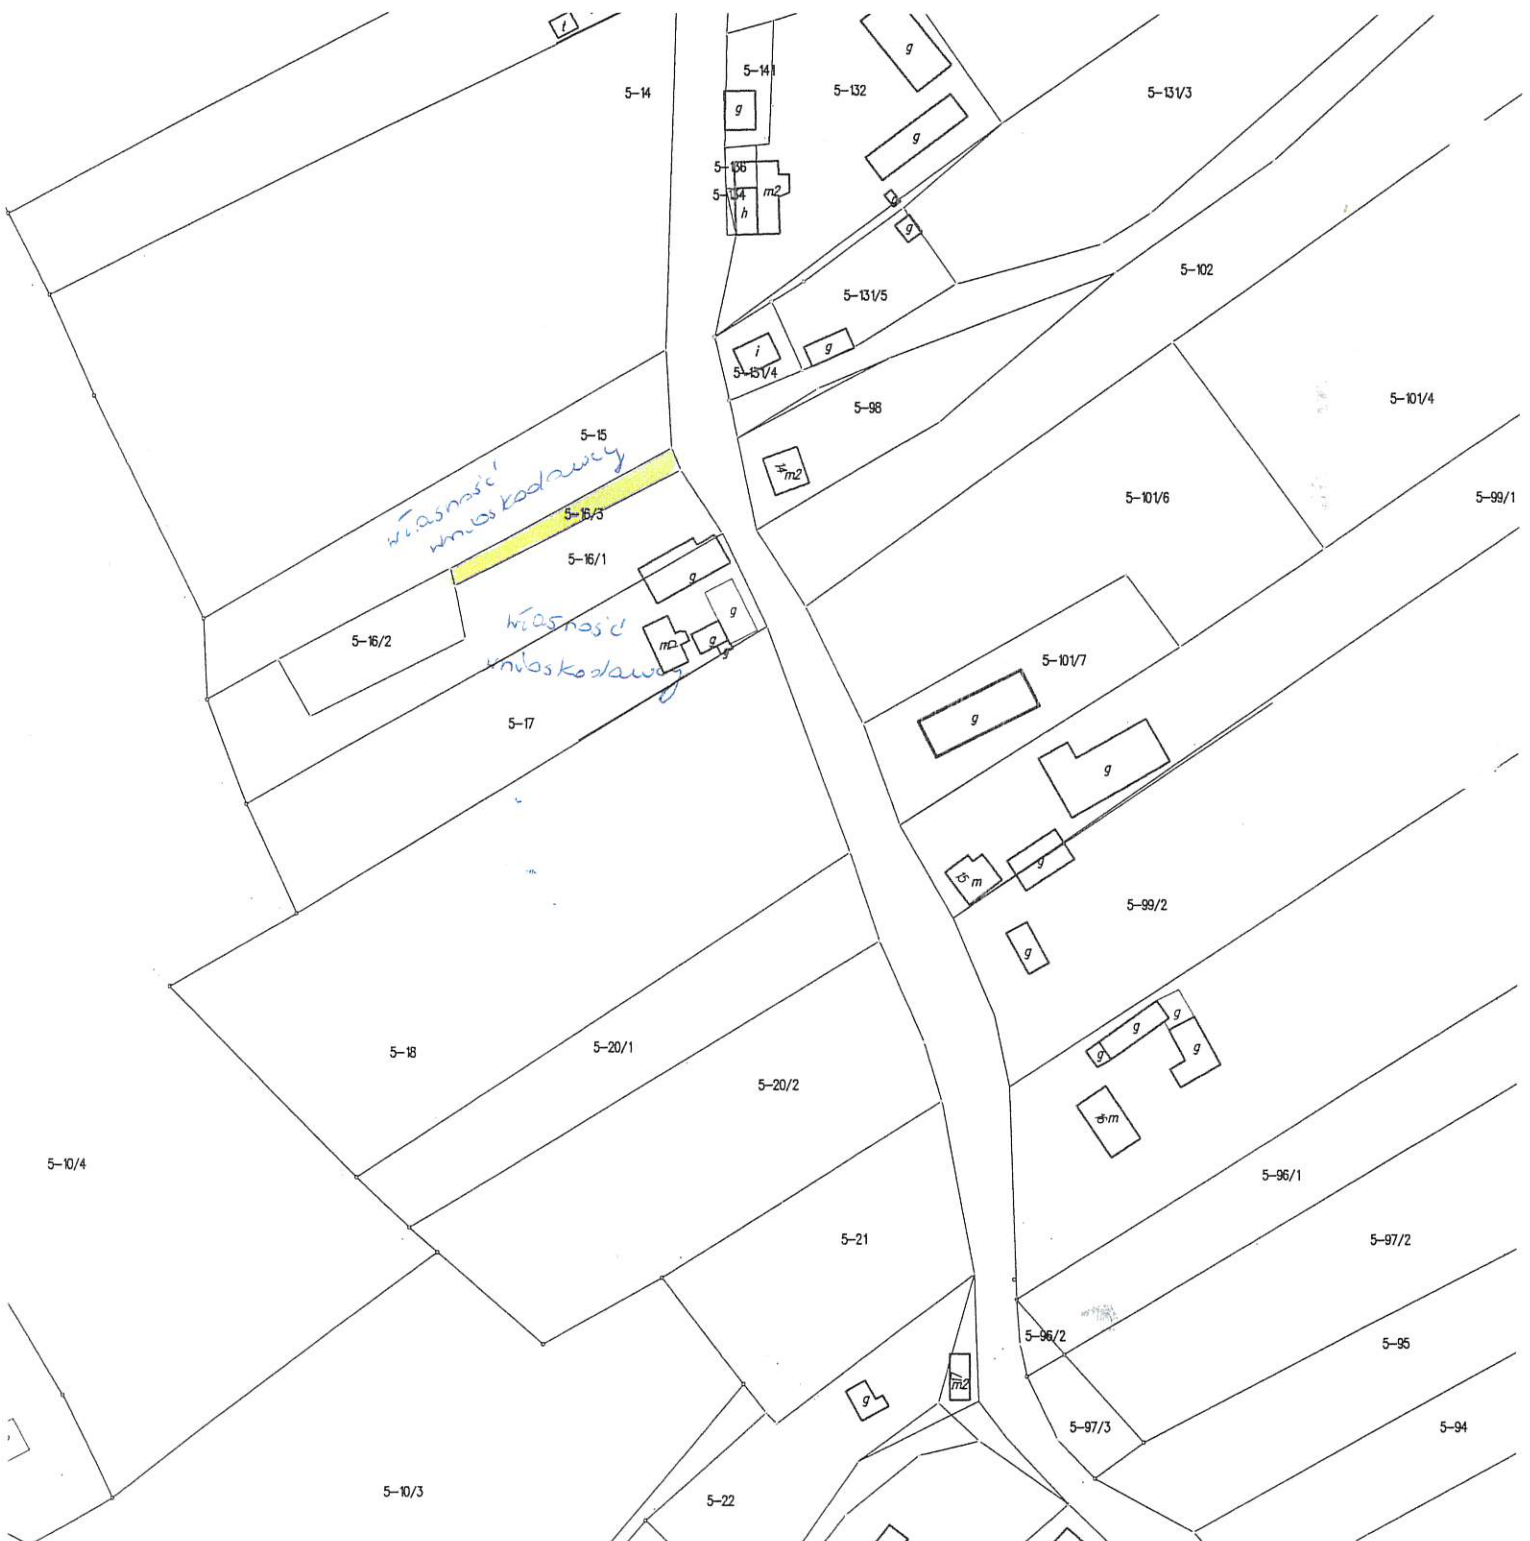 t
g
5-14
5-141
5-132
5-131/3
g
g
5-136
5-134
m2
h
g
g
5-102
5-131/5
i
g
5-131/4
5-101/4
5-98
5-15
14 m2
własność
wnioskodawcy
5-101/6
5-99/1
5-16/3
5-16/1
g
g
własność
5-16/2
g
m2
5-101/7
wnioskodawcy
5-17
g
g
g
15 m
5-99/2
g
5-18
5-20/1
g
g
g
g
5-20/2
m
5-10/4
5-96/1
5-21
5-97/2
5-96/2
5-95
m2
g
5-97/3
5-94
5-10/3
5-22